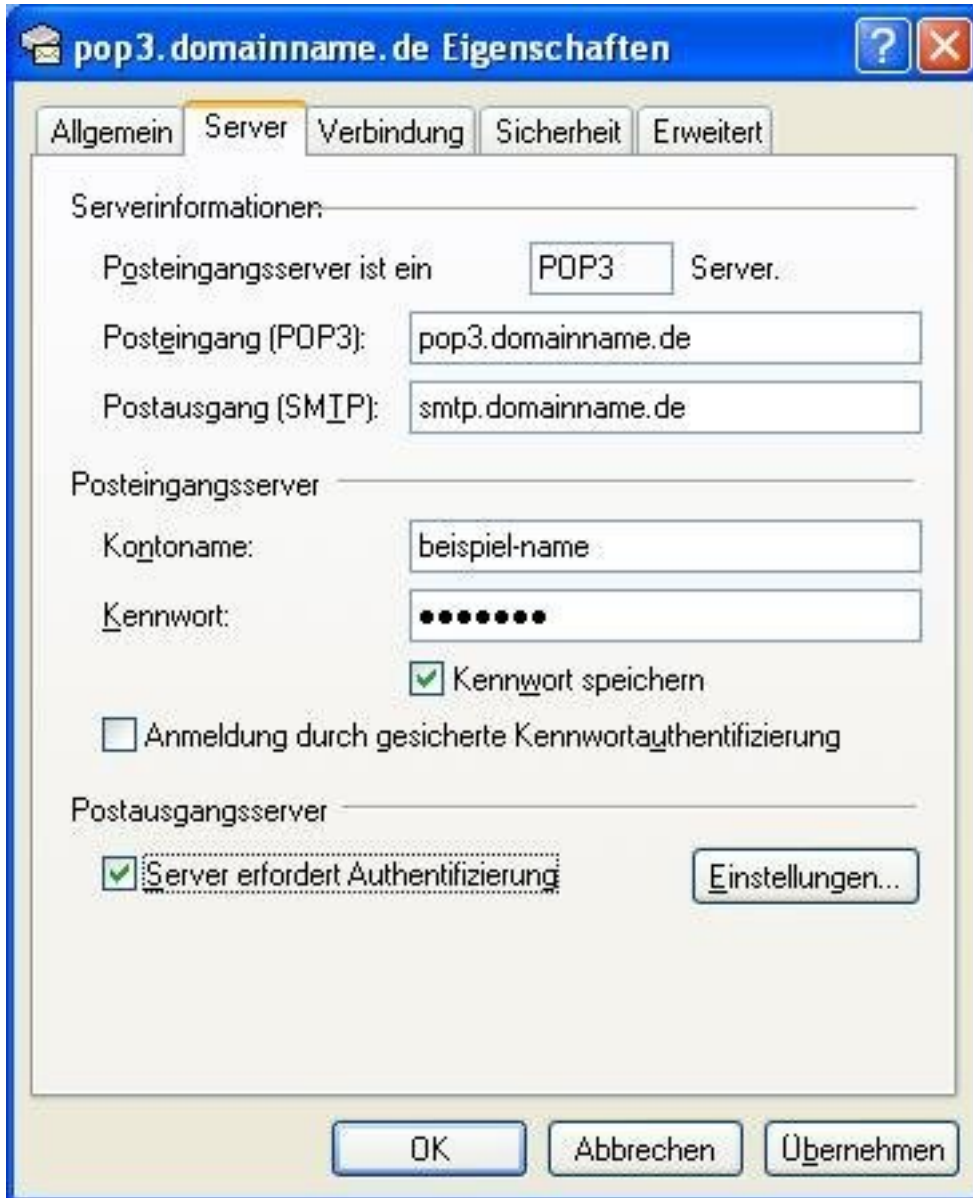 pop3.domainname.de Eigenschaften
Allgemein Server Verbindung Sicherheit Erweitert
Serverinformationen
Posteingangsserver ist ein POP3 Server.
Posteingang (POP3): pop3.domainname.de
Postausgang (SMTP): smtp.domainname.de
Posteingangsserver
Kontoname: beispiel-name
Kennwort: ●●●●●●●
Kennwort speichern
Anmeldung durch gesicherte Kennwortauthentifizierung
Postausgangsserver
Server erfordert Authentifizierung Einstellungen...
OK Abbrechen Übernehmen